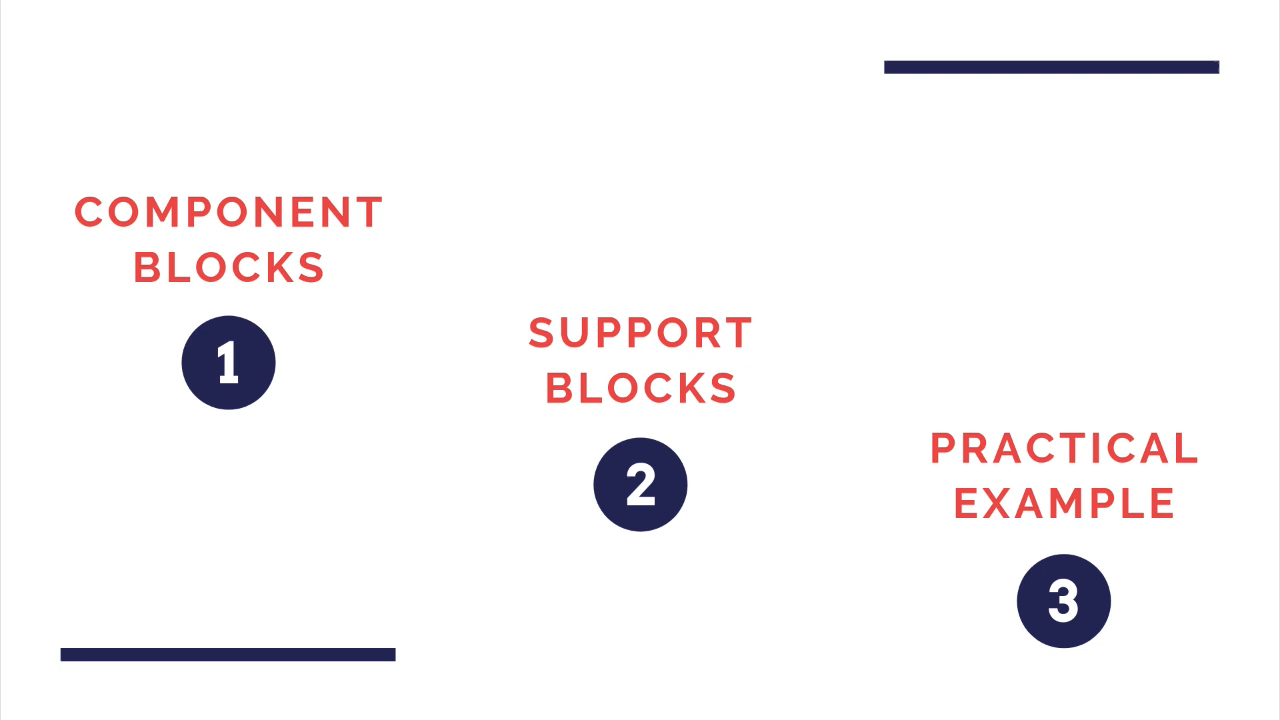 COMPONENT
BLOCKS
1
SUPPORT
BLOCKS
2
PRACTICAL
EXAMPLE
3